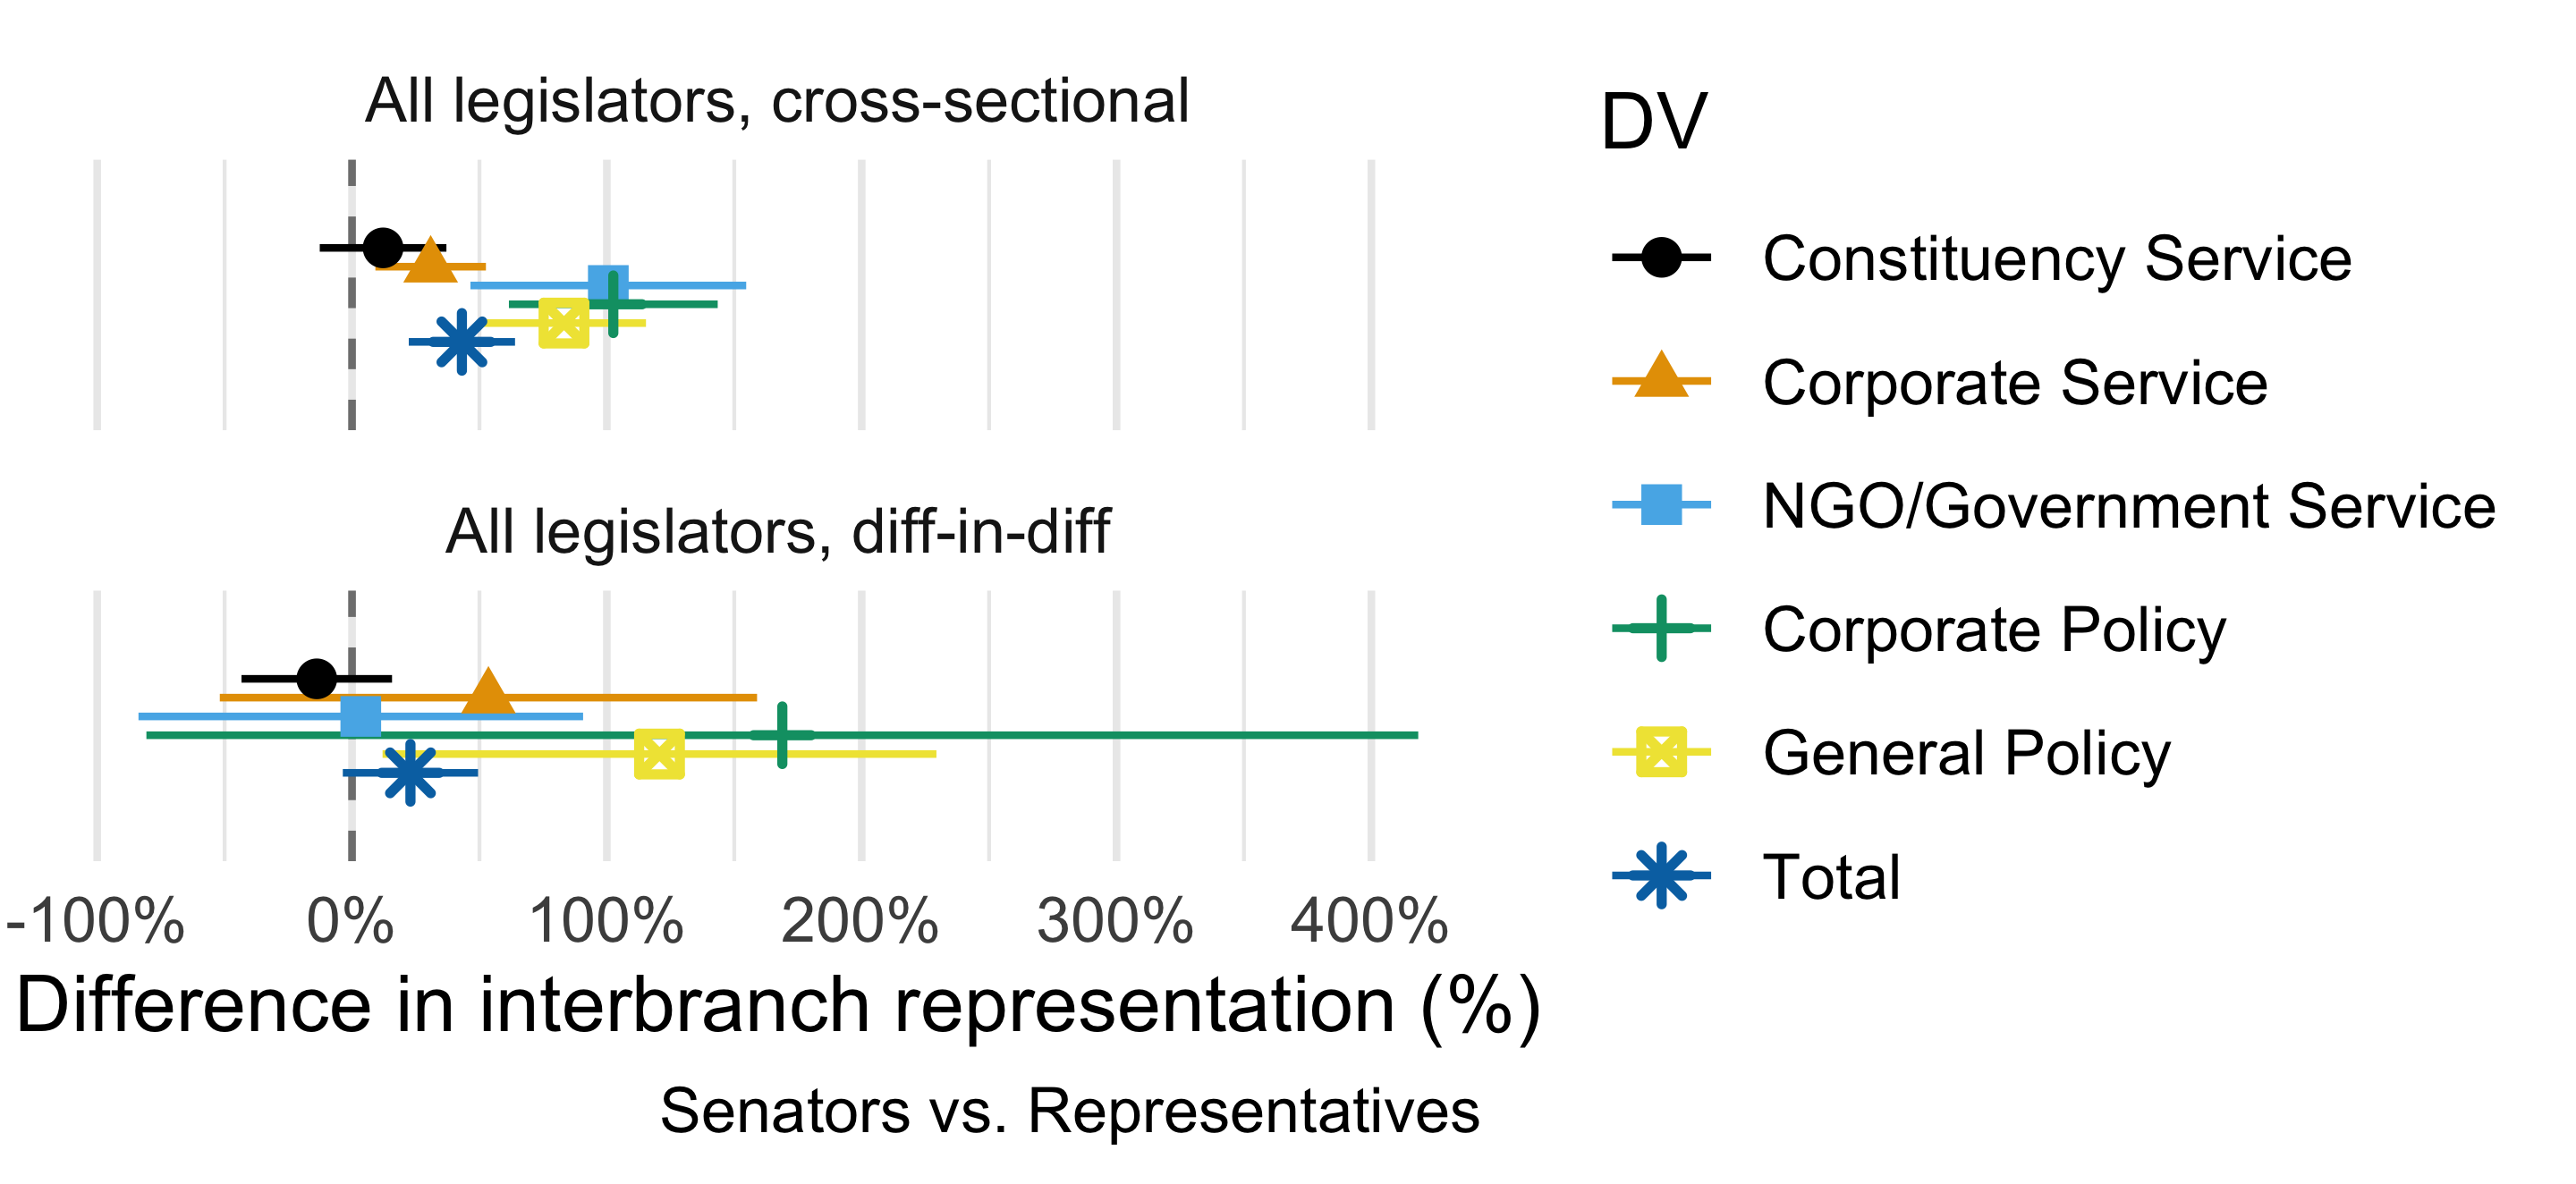 All legislators, cross-sectional
All legislators, diff-in-diff
-100% 0% 100% 200% 300% 400%
Difference in interbranch representation (%)
Senators vs. Representatives
DV
Constituency Service
Corporate Service
NGO/Government Service
Corporate Policy
General Policy
Total